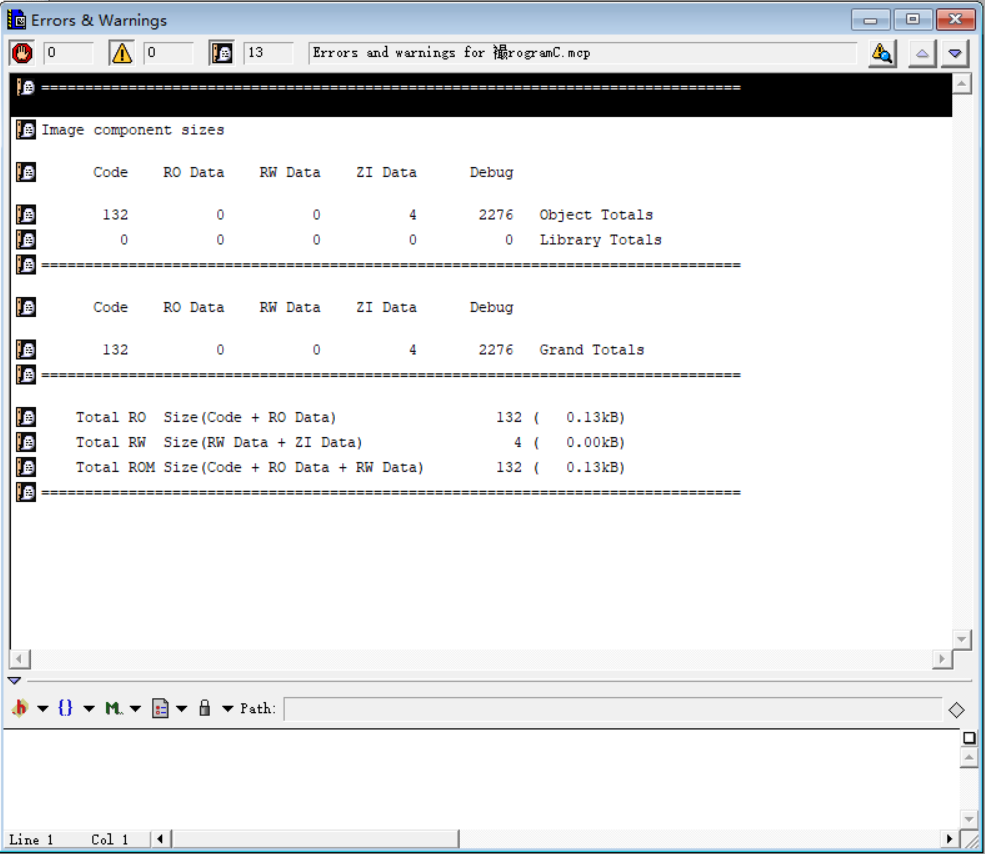 Errors & Warnings
0 0 13 Errors and warnings for 襊rogramC.mcp
================================================================================
Image component sizes
Code RO Data RW Data ZI Data Debug
132 0 0 4 2276 Object Totals
0 0 0 0 0 Library Totals
================================================================================
Code RO Data RW Data ZI Data Debug
132 0 0 4 2276 Grand Totals
================================================================================
Total RO Size(Code + RO Data) 132 ( 0.13kB)
Total RW Size(RW Data + ZI Data) 4 ( 0.00kB)
Total ROM Size(Code + RO Data + RW Data) 132 ( 0.13kB)
================================================================================
h {} M. Path:
Line 1 Col 1